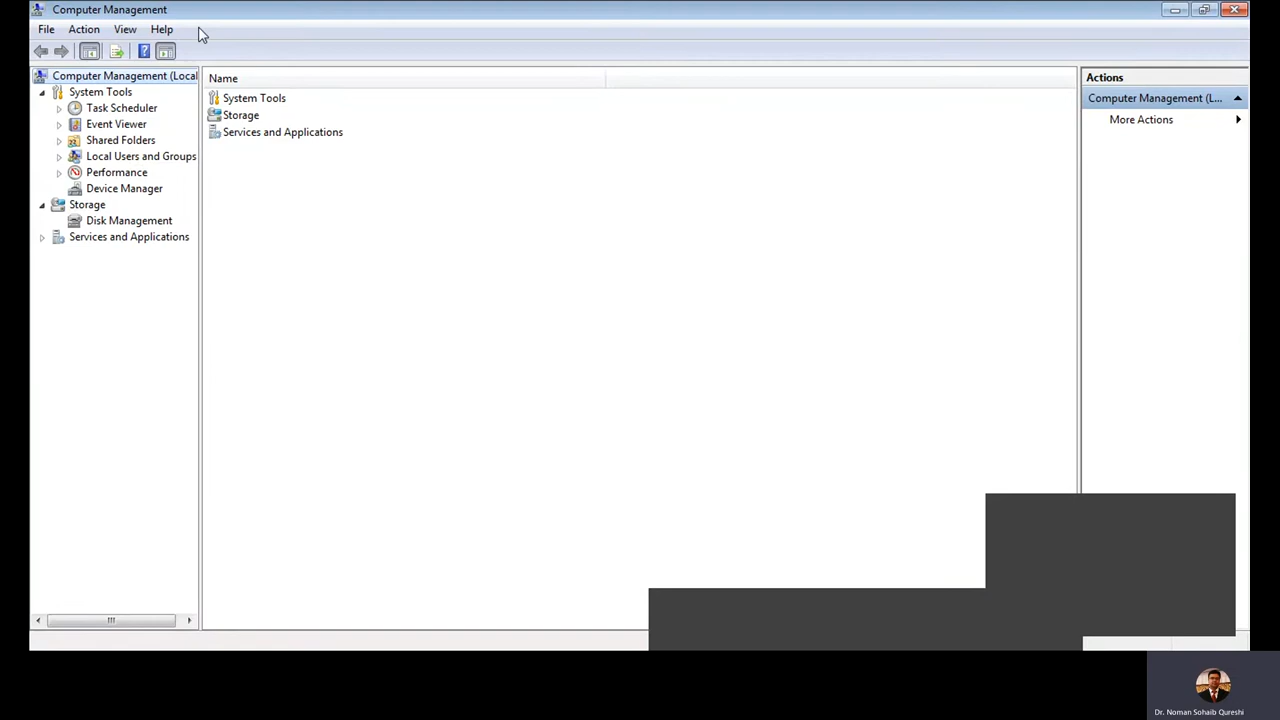 Computer Management
File Action View Help
Computer Management (Local
System Tools
Task Scheduler
Event Viewer
Shared Folders
Local Users and Groups
Performance
Device Manager
Storage
Disk Management
Services and Applications
Name
System Tools
Storage
Services and Applications
Actions
Computer Management (L...
More Actions
Dr. Noman Sohaib Qureshi